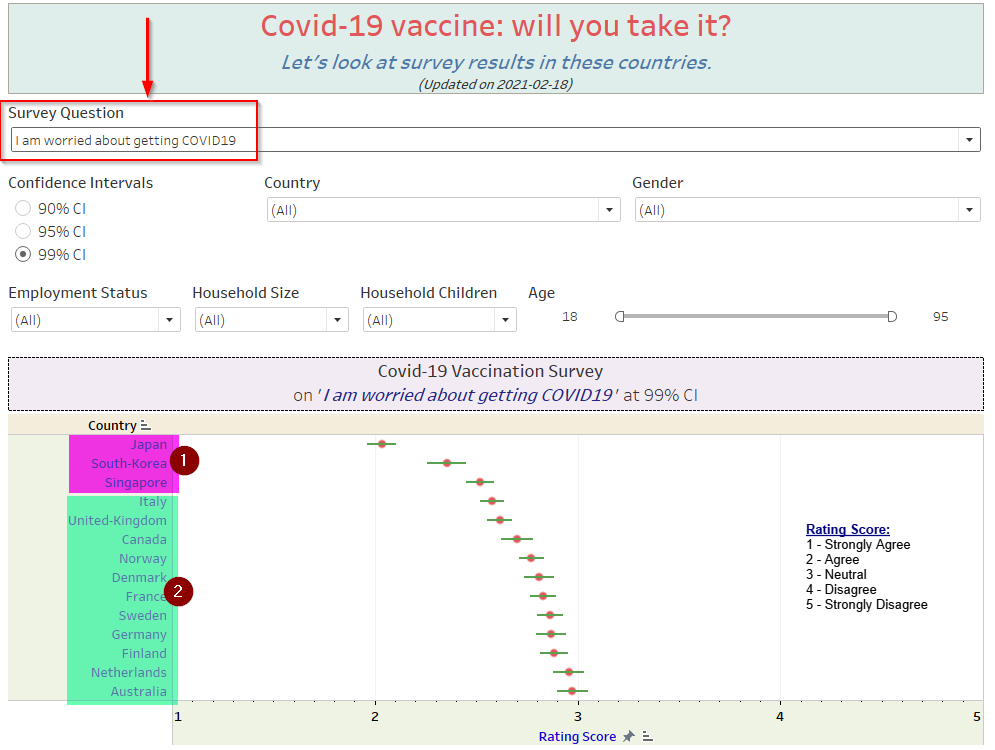 Covid-19 vaccine: will you take it?
Let's look at survey results in these countries.
(Updated on 2021-02-18)
Survey Question
I am worried about getting COVID19
Confidence Intervals
90% CI
95% CI
99% CI
Country
(All)
Gender
(All)
Employment Status
(All)
Household Size
(All)
Household Children
(All)
Age
18
95
Covid-19 Vaccination Survey
on 'I am worried about getting COVID19' at 99% CI
Country
Japan
South-Korea
Singapore
1
Italy
United-Kingdom
Canada
Norway
Denmark
France
Sweden
Germany
Finland
Netherlands
Australia
2
Rating Score:
1 - Strongly Agree
2 - Agree
3 - Neutral
4 - Disagree
5 - Strongly Disagree
1 2 3 4 5
Rating Score